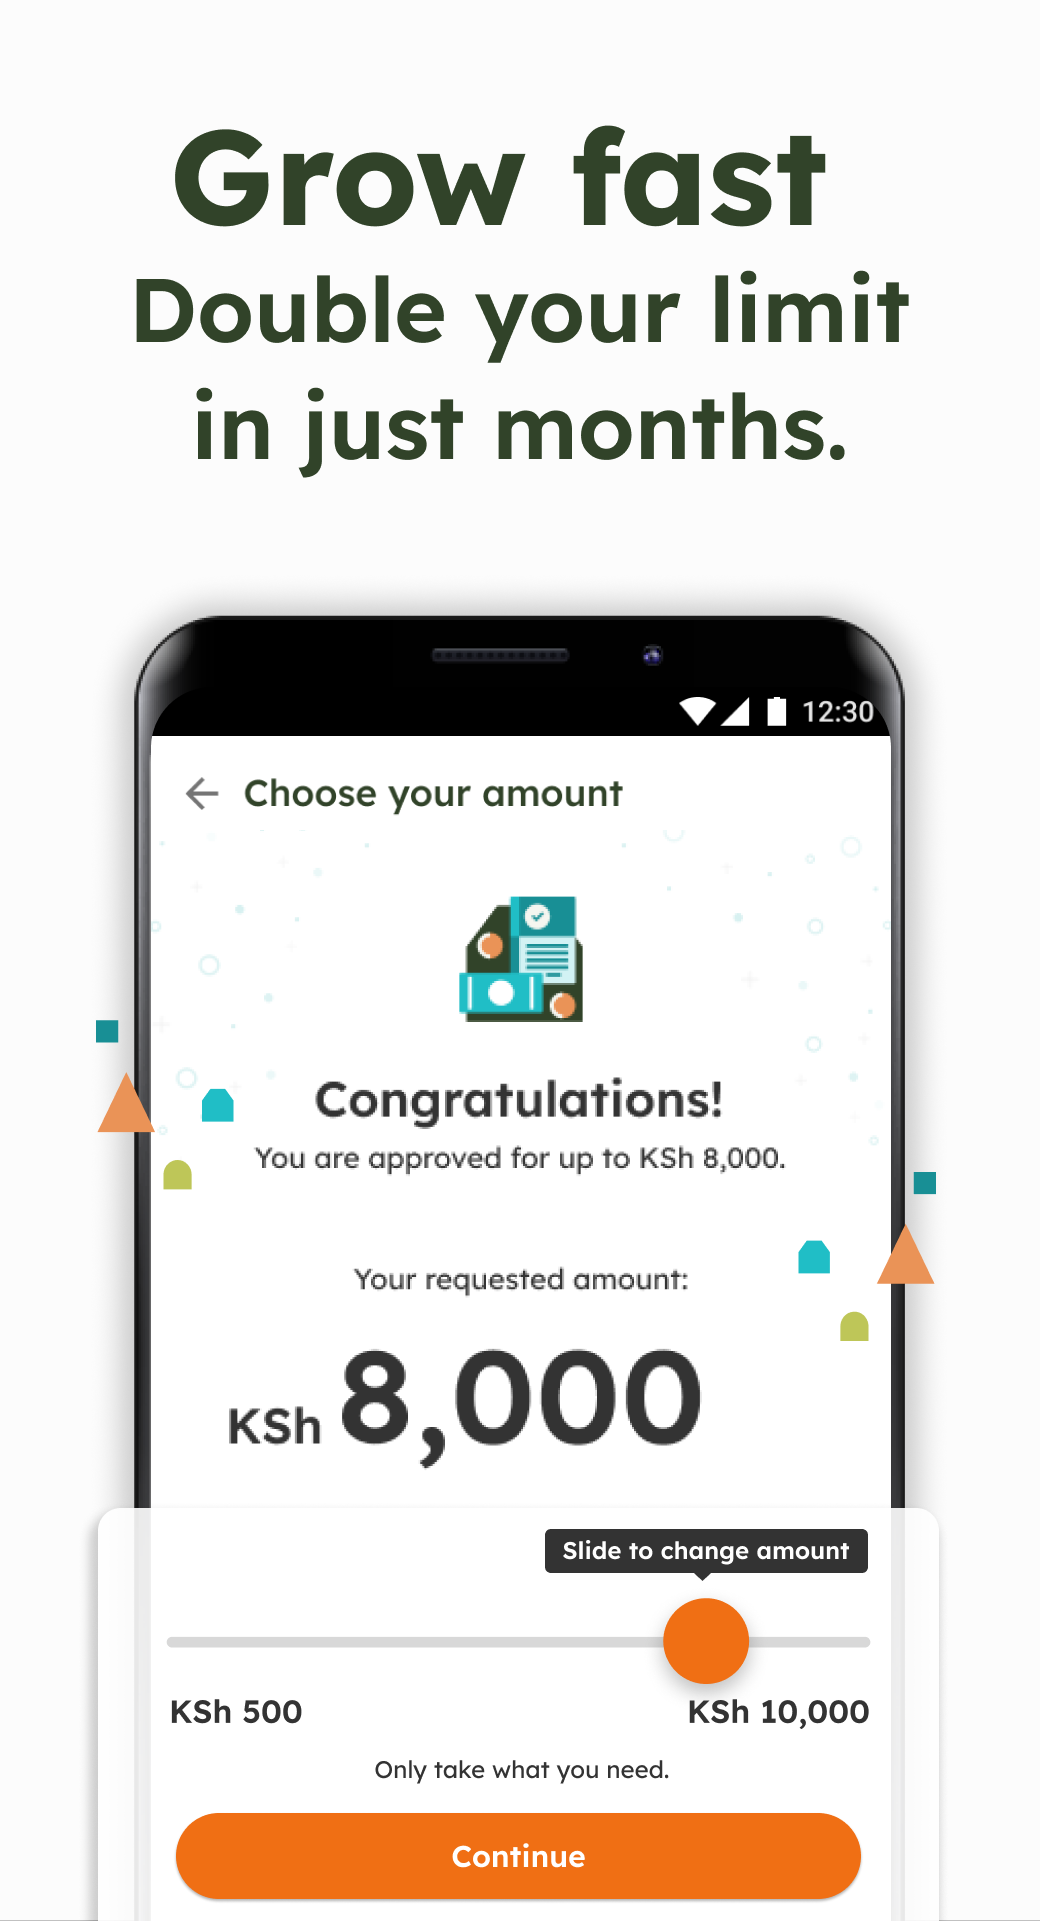 Grow fast
Double your limit
in just months.
12:30
Choose your amount
Congratulations!
You are approved for up to KSh 8,000.
Your requested amount:
KSh 8,000
Slide to change amount
KSh 500 KSh 10,000
Only take what you need.
Continue